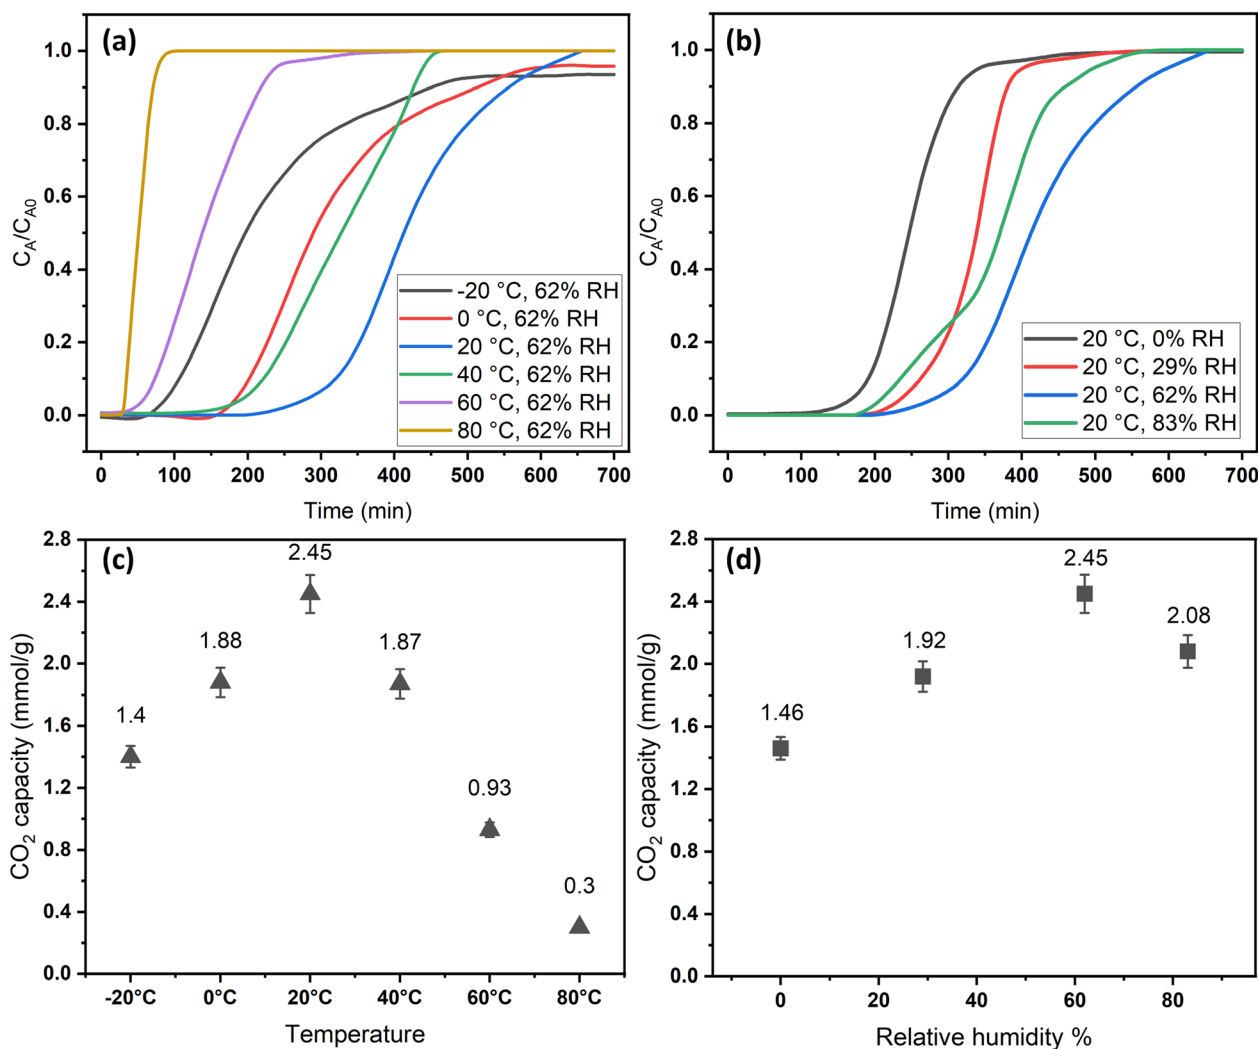 (a)
1.0
0.8
0.6
0.4
0.2
0.0
C_A/C_A0
-20 °C, 62% RH
0 °C, 62% RH
20 °C, 62% RH
40 °C, 62% RH
60 °C, 62% RH
80 °C, 62% RH
0 100 200 300 400 500 600 700
Time (min)
(b)
1.0
0.8
0.6
0.4
0.2
0.0
C_A/C_A0
20 °C, 0% RH
20 °C, 29% RH
20 °C, 62% RH
20 °C, 83% RH
0 100 200 300 400 500 600 700
Time (min)
(c)
2.8
2.4
2.0
1.6
1.2
0.8
0.4
0.0
CO₂ capacity (mmol/g)
1.4
1.88
2.45
1.87
0.93
0.3
-20°C 0°C 20°C 40°C 60°C 80°C
Temperature
(d)
2.8
2.4
2.0
1.6
1.2
0.8
0.4
0.0
CO₂ capacity (mmol/g)
1.46
1.92
2.45
2.08
0 20 40 60 80
Relative humidity %